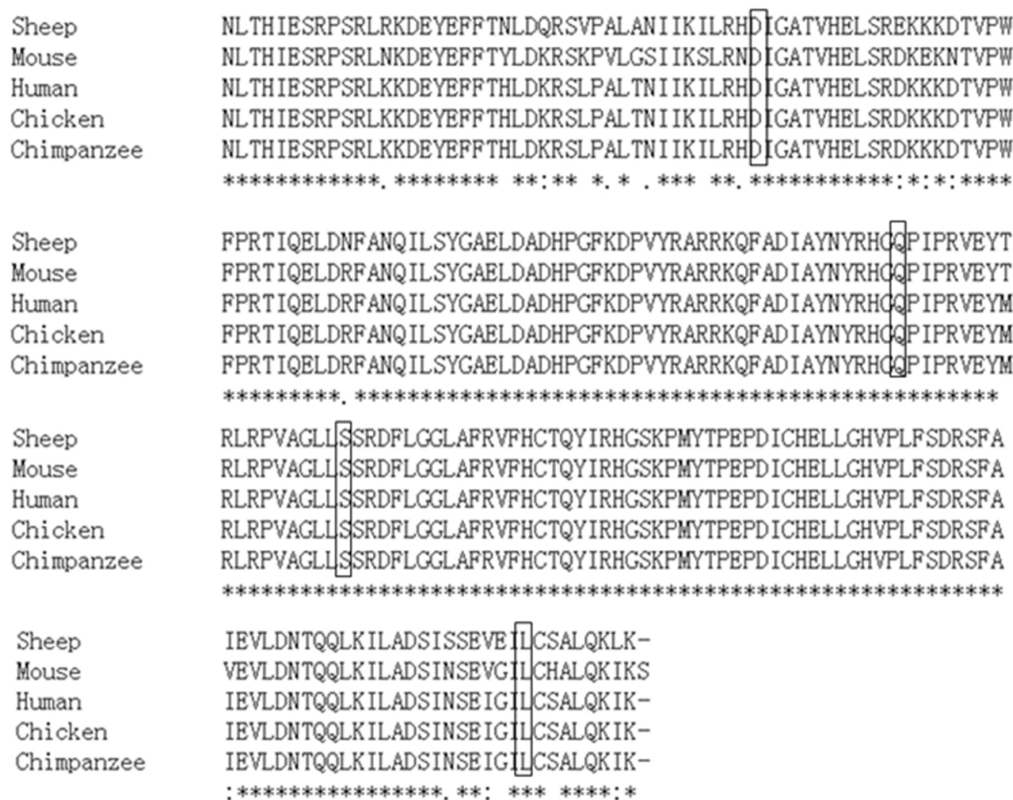 Sheep NLTHIESRPSRLRKDEYEFFTNLDQRSVPALANIIKILRHDIGATVHELSREKKKDTVPW
Mouse NLTHIESRPSRLNKDEYEFFTYLDKRSKPVLGSIIKSLRNDIGATVHELSRDKEKNTVPW
Human NLTHIESRPSRLKKDEYEFFTHLDKRSLPALTNIIKILRHDIGATVHELSRDKKKDTVPW
Chicken NLTHIESRPSRLKKDEYEFFTHLDKRSLPALTNIIKILRHDIGATVHELSRDKKKDTVPW
Chimpanzee NLTHIESRPSRLKKDEYEFFTHLDKRSLPALTNIIKILRHDIGATVHELSRDKKKDTVPW
************.******** **:** *.* .*** **.***********:*:*:****
Sheep FPRTIQELDNFANQILSYGAELDADHPGFKDPVYRARRKQFADIAYNYRHGQPIPRVEYT
Mouse FPRTIQELDRFANQILSYGAELDADHPGFKDPVYRARRKQFADIAYNYRHGQPIPRVEYT
Human FPRTIQELDRFANQILSYGAELDADHPGFKDPVYRARRKQFADIAYNYRHGQPIPRVEYM
Chicken FPRTIQELDRFANQILSYGAELDADHPGFKDPVYRARRKQFADIAYNYRHGQPIPRVEYM
Chimpanzee FPRTIQELDRFANQILSYGAELDADHPGFKDPVYRARRKQFADIAYNYRHGQPIPRVEYM
*********.*************************************************
Sheep RLRPVAGLLSSRDFLGGLAFRVFHCTQYIRHGSKPMYTPEPDICHELLGHVPLFSDRSFA
Mouse RLRPVAGLLSSRDFLGGLAFRVFHCTQYIRHGSKPMYTPEPDICHELLGHVPLFSDRSFA
Human RLRPVAGLLSSRDFLGGLAFRVFHCTQYIRHGSKPMYTPEPDICHELLGHVPLFSDRSFA
Chicken RLRPVAGLLSSRDFLGGLAFRVFHCTQYIRHGSKPMYTPEPDICHELLGHVPLFSDRSFA
Chimpanzee RLRPVAGLLSSRDFLGGLAFRVFHCTQYIRHGSKPMYTPEPDICHELLGHVPLFSDRSFA
************************************************************
Sheep IEVLDNTQQLKILADSISSEVEILCSALQKLK-
Mouse VEVLDNTQQLKILADSINSEVGILCHALQKIKS
Human IEVLDNTQQLKILADSINSEIGILCSALQKIK-
Chicken IEVLDNTQQLKILADSINSEIGILCSALQKIK-
Chimpanzee IEVLDNTQQLKILADSINSEIGILCSALQKIK-
:****************.**: *** ****:*